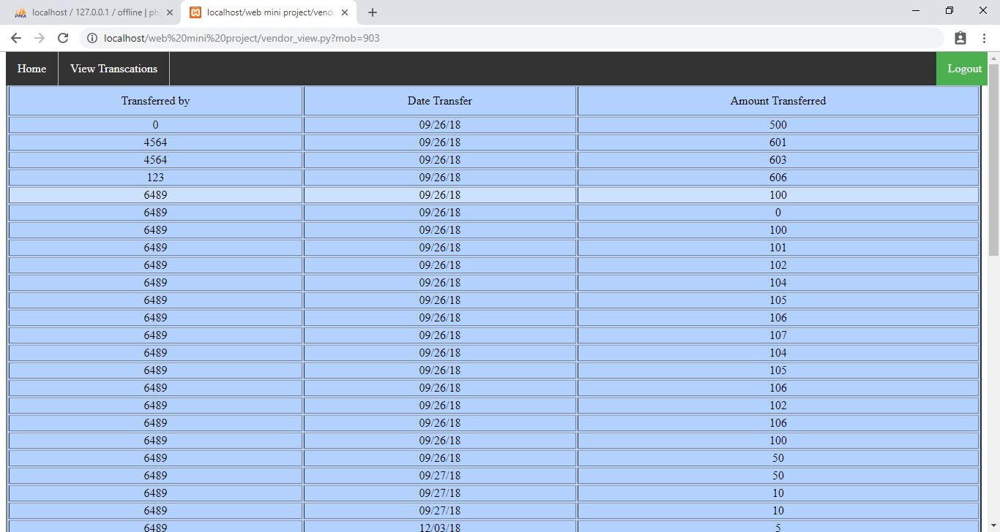 localhost / 127.0.0.1 / offline | ph
localhost/web mini project/vend
localhost/web%20mini%20project/vendor_view.py?mob=903
Home View Transcations Logout
Transferred by Date Transfer Amount Transferred
0 09/26/18 500
4564 09/26/18 601
4564 09/26/18 603
123 09/26/18 606
6489 09/26/18 100
6489 09/26/18 0
6489 09/26/18 100
6489 09/26/18 101
6489 09/26/18 102
6489 09/26/18 104
6489 09/26/18 105
6489 09/26/18 106
6489 09/26/18 107
6489 09/26/18 104
6489 09/26/18 105
6489 09/26/18 106
6489 09/26/18 102
6489 09/26/18 106
6489 09/26/18 100
6489 09/26/18 50
6489 09/27/18 50
6489 09/27/18 10
6489 09/27/18 10
6489 12/03/18 5